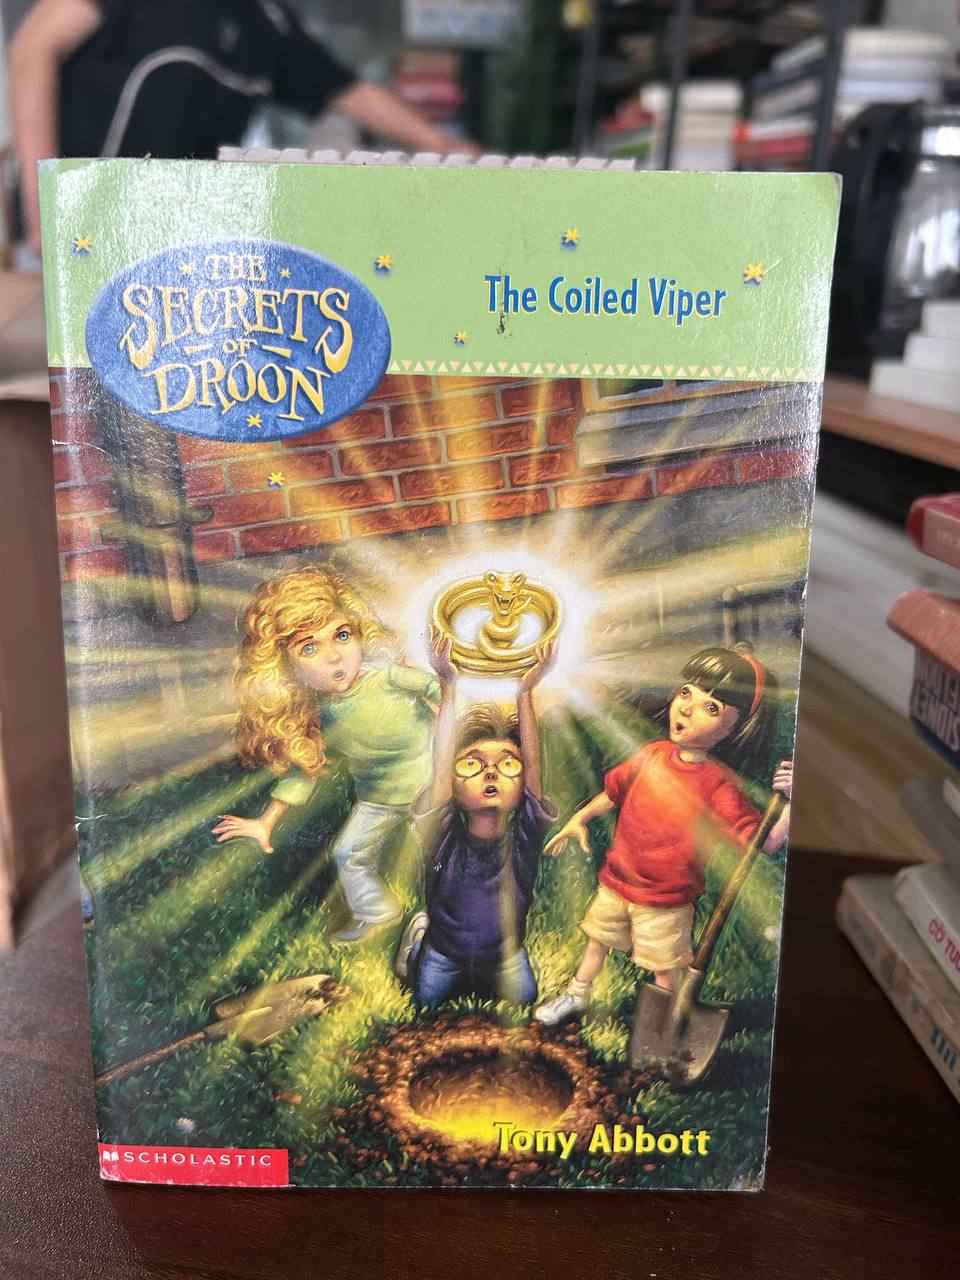 THE
SECRETS
OF
DROON
The Coiled Viper
Tony Abbott
SCHOLASTIC